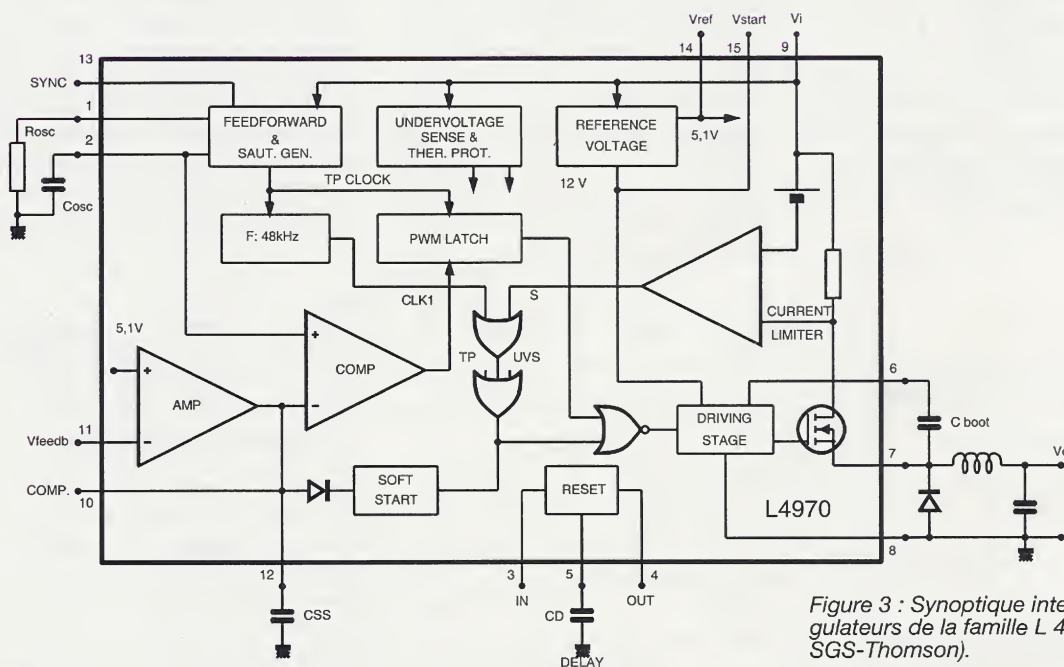 Vref
Vstart
Vi
14
15
9
13
SYNC
1
Rosc
2
Cosc
FEEDFORWARD
&
SAUT. GEN.
UNDERVOLTAGE
SENSE &
THER. PROT.
REFERENCE
VOLTAGE
5,1V
12 V
TP CLOCK
F: 48kHz
PWM LATCH
CLK1
S
CURRENT
LIMITER
5,1V
+
AMP
-
+
COMP
-
TP
UVS
6
C boot
DRIVING
STAGE
7
11
Vfeedb
COMP.
10
SOFT
START
RESET
L4970
8
12
CSS
3
IN
5
CD
DELAY
4
OUT
Figure 3 : Synoptique inte
gulateurs de la famille L 4
SGS-Thomson).